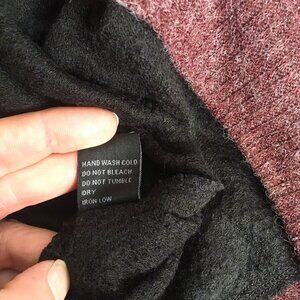 HAND WASH COLD
DO NOT BLEACH
DO NOT TUMBLE
DRY
IRON LOW